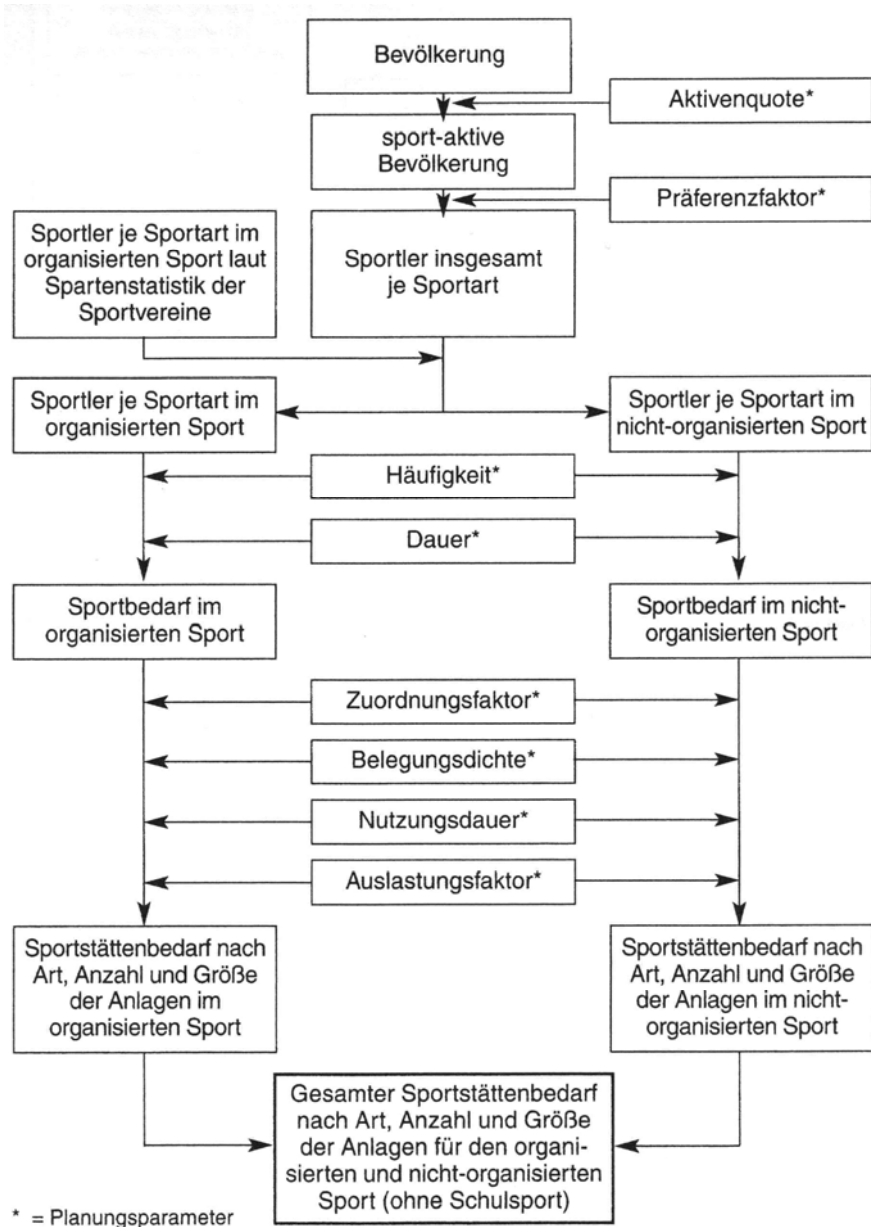 Bevölkerung
Aktivenquote*
sport-aktive
Bevölkerung
Präferenzfaktor*
Sportler je Sportart im
organisierten Sport laut
Spartenstatistik der
Sportvereine
Sportler insgesamt
je Sportart
Sportler je Sportart im
organisierten Sport
Sportler je Sportart im
nicht-organisierten Sport
Häufigkeit*
Dauer*
Sportbedarf im
organisierten Sport
Sportbedarf im nicht-
organisierten Sport
Zuordnungsfaktor*
Belegungsdichte*
Nutzungsdauer*
Auslastungsfaktor*
Sportstättenbedarf nach
Art, Anzahl und Größe
der Anlagen im
organisierten Sport
Sportstättenbedarf nach
Art, Anzahl und Größe
der Anlagen im nicht-
organisierten Sport
Gesamter Sportstättenbedarf
nach Art, Anzahl und Größe
der Anlagen für den organi-
sierten und nicht-organisierten
Sport (ohne Schulsport)
* = Planungsparameter